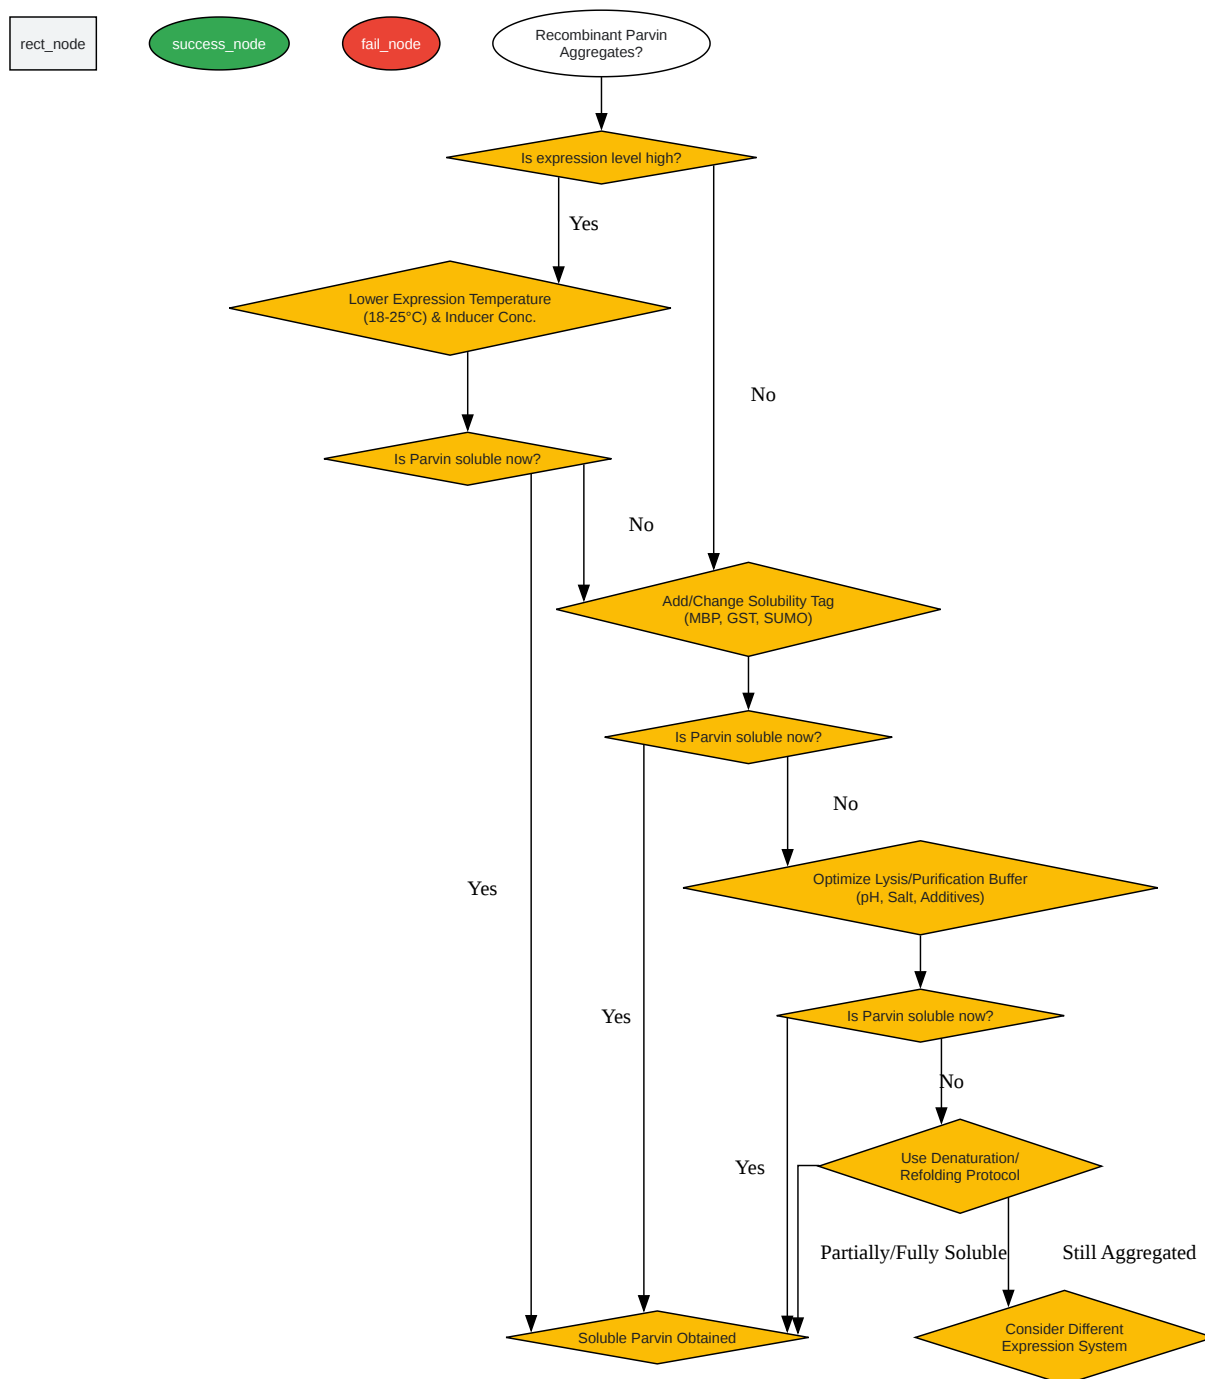 rect_node
success_node
fail_node
Recombinant Parvin
Aggregates?
Is expression level high?
Yes
Lower Expression Temperature
(18-25°C) & Inducer Conc.
No
Is Parvin soluble now?
No
Add/Change Solubility Tag
(MBP, GST, SUMO)
Is Parvin soluble now?
No
Optimize Lysis/Purification Buffer
(pH, Salt, Additives)
Yes
Is Parvin soluble now?
Yes
No
Use Denaturation/
Refolding Protocol
Yes
Partially/Fully Soluble
Still Aggregated
Soluble Parvin Obtained
Consider Different
Expression System